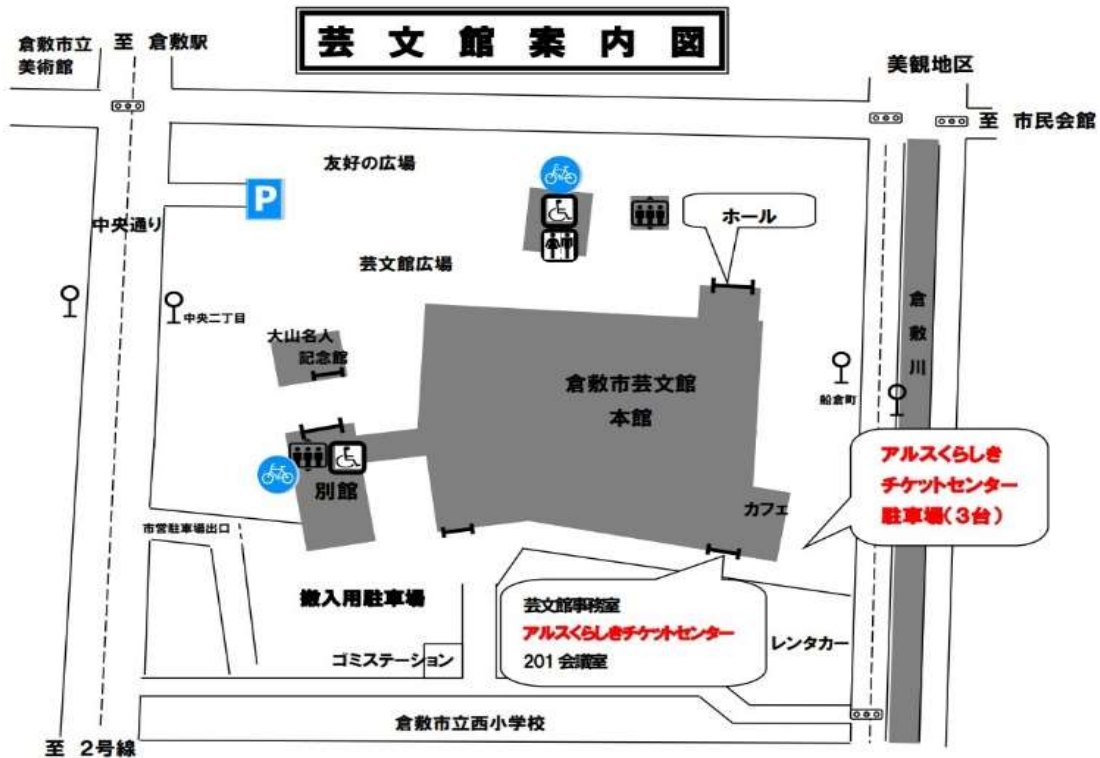 芸文館案内図
倉敷市立
美術館
至 倉敷駅
美観地区
至 市民会館
友好の広場
P
中央通り
ホール
芸文館広場
中央二丁目
大山名人
記念館
倉敷川
倉敷市芸文館
本館
船倉町
アルスくらしき
チケットセンター
駐車場(3台)
別館
カフェ
市営駐車場出口
搬入用駐車場
芸文館事務室
アルスくらしきチケットセンター
201会議室
レンタカー
ゴミステーション
倉敷市立西小学校
至 2号線